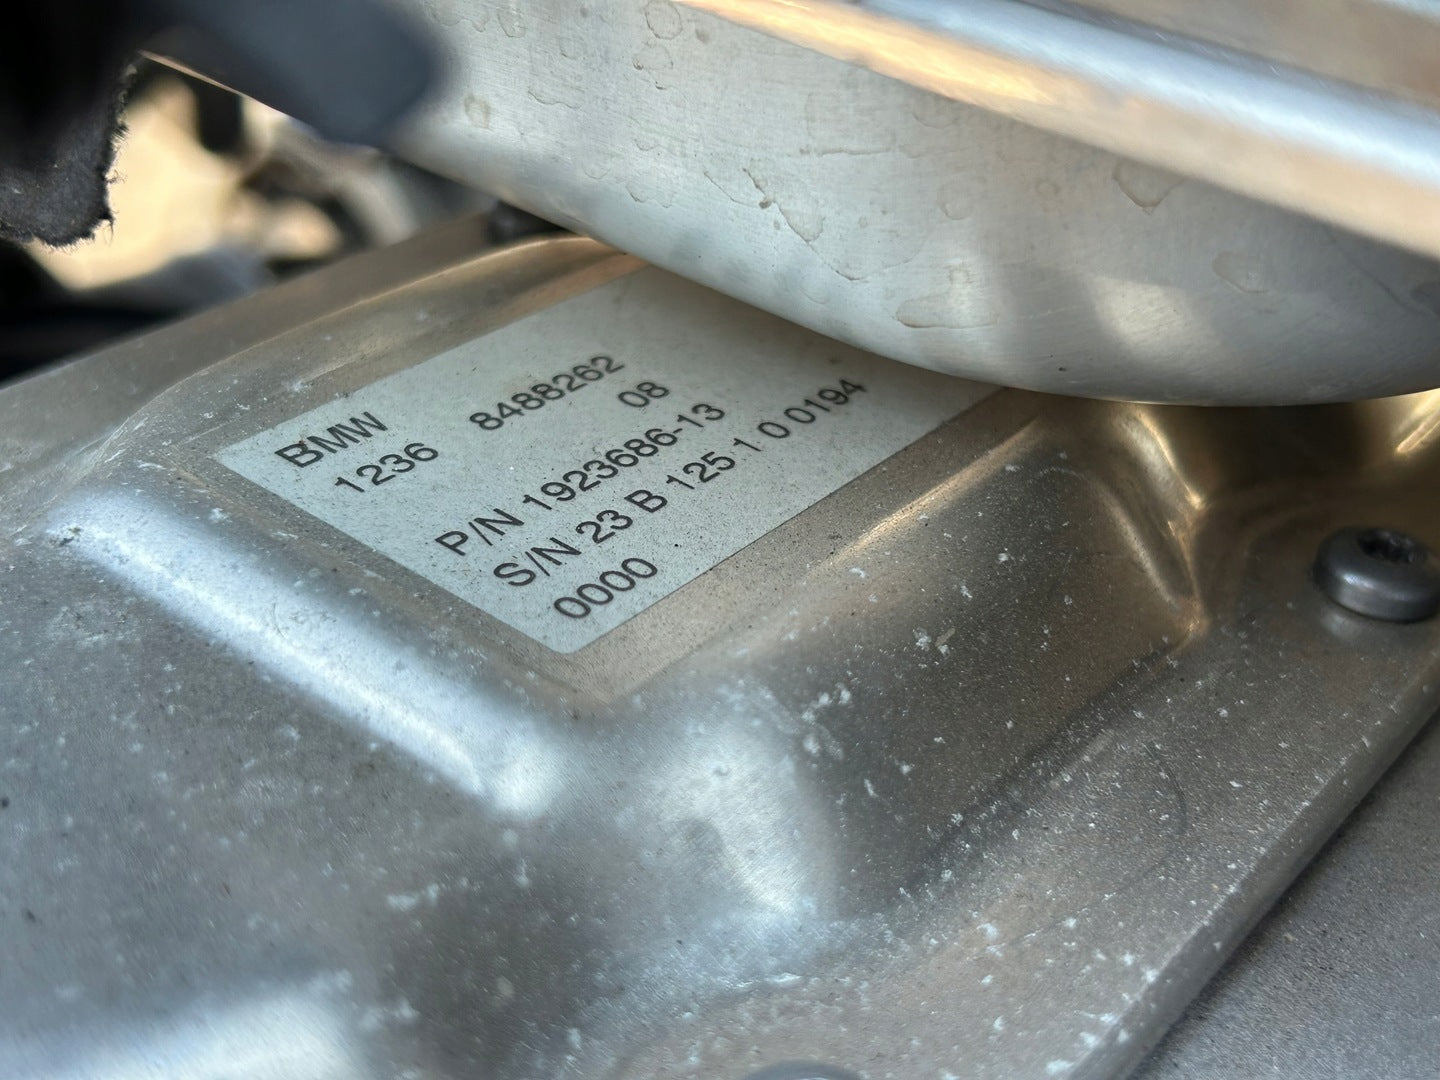 BMW 8488262
1236 08
P/N 1923686-13
S/N 23 B 125 1 0 0194
0000